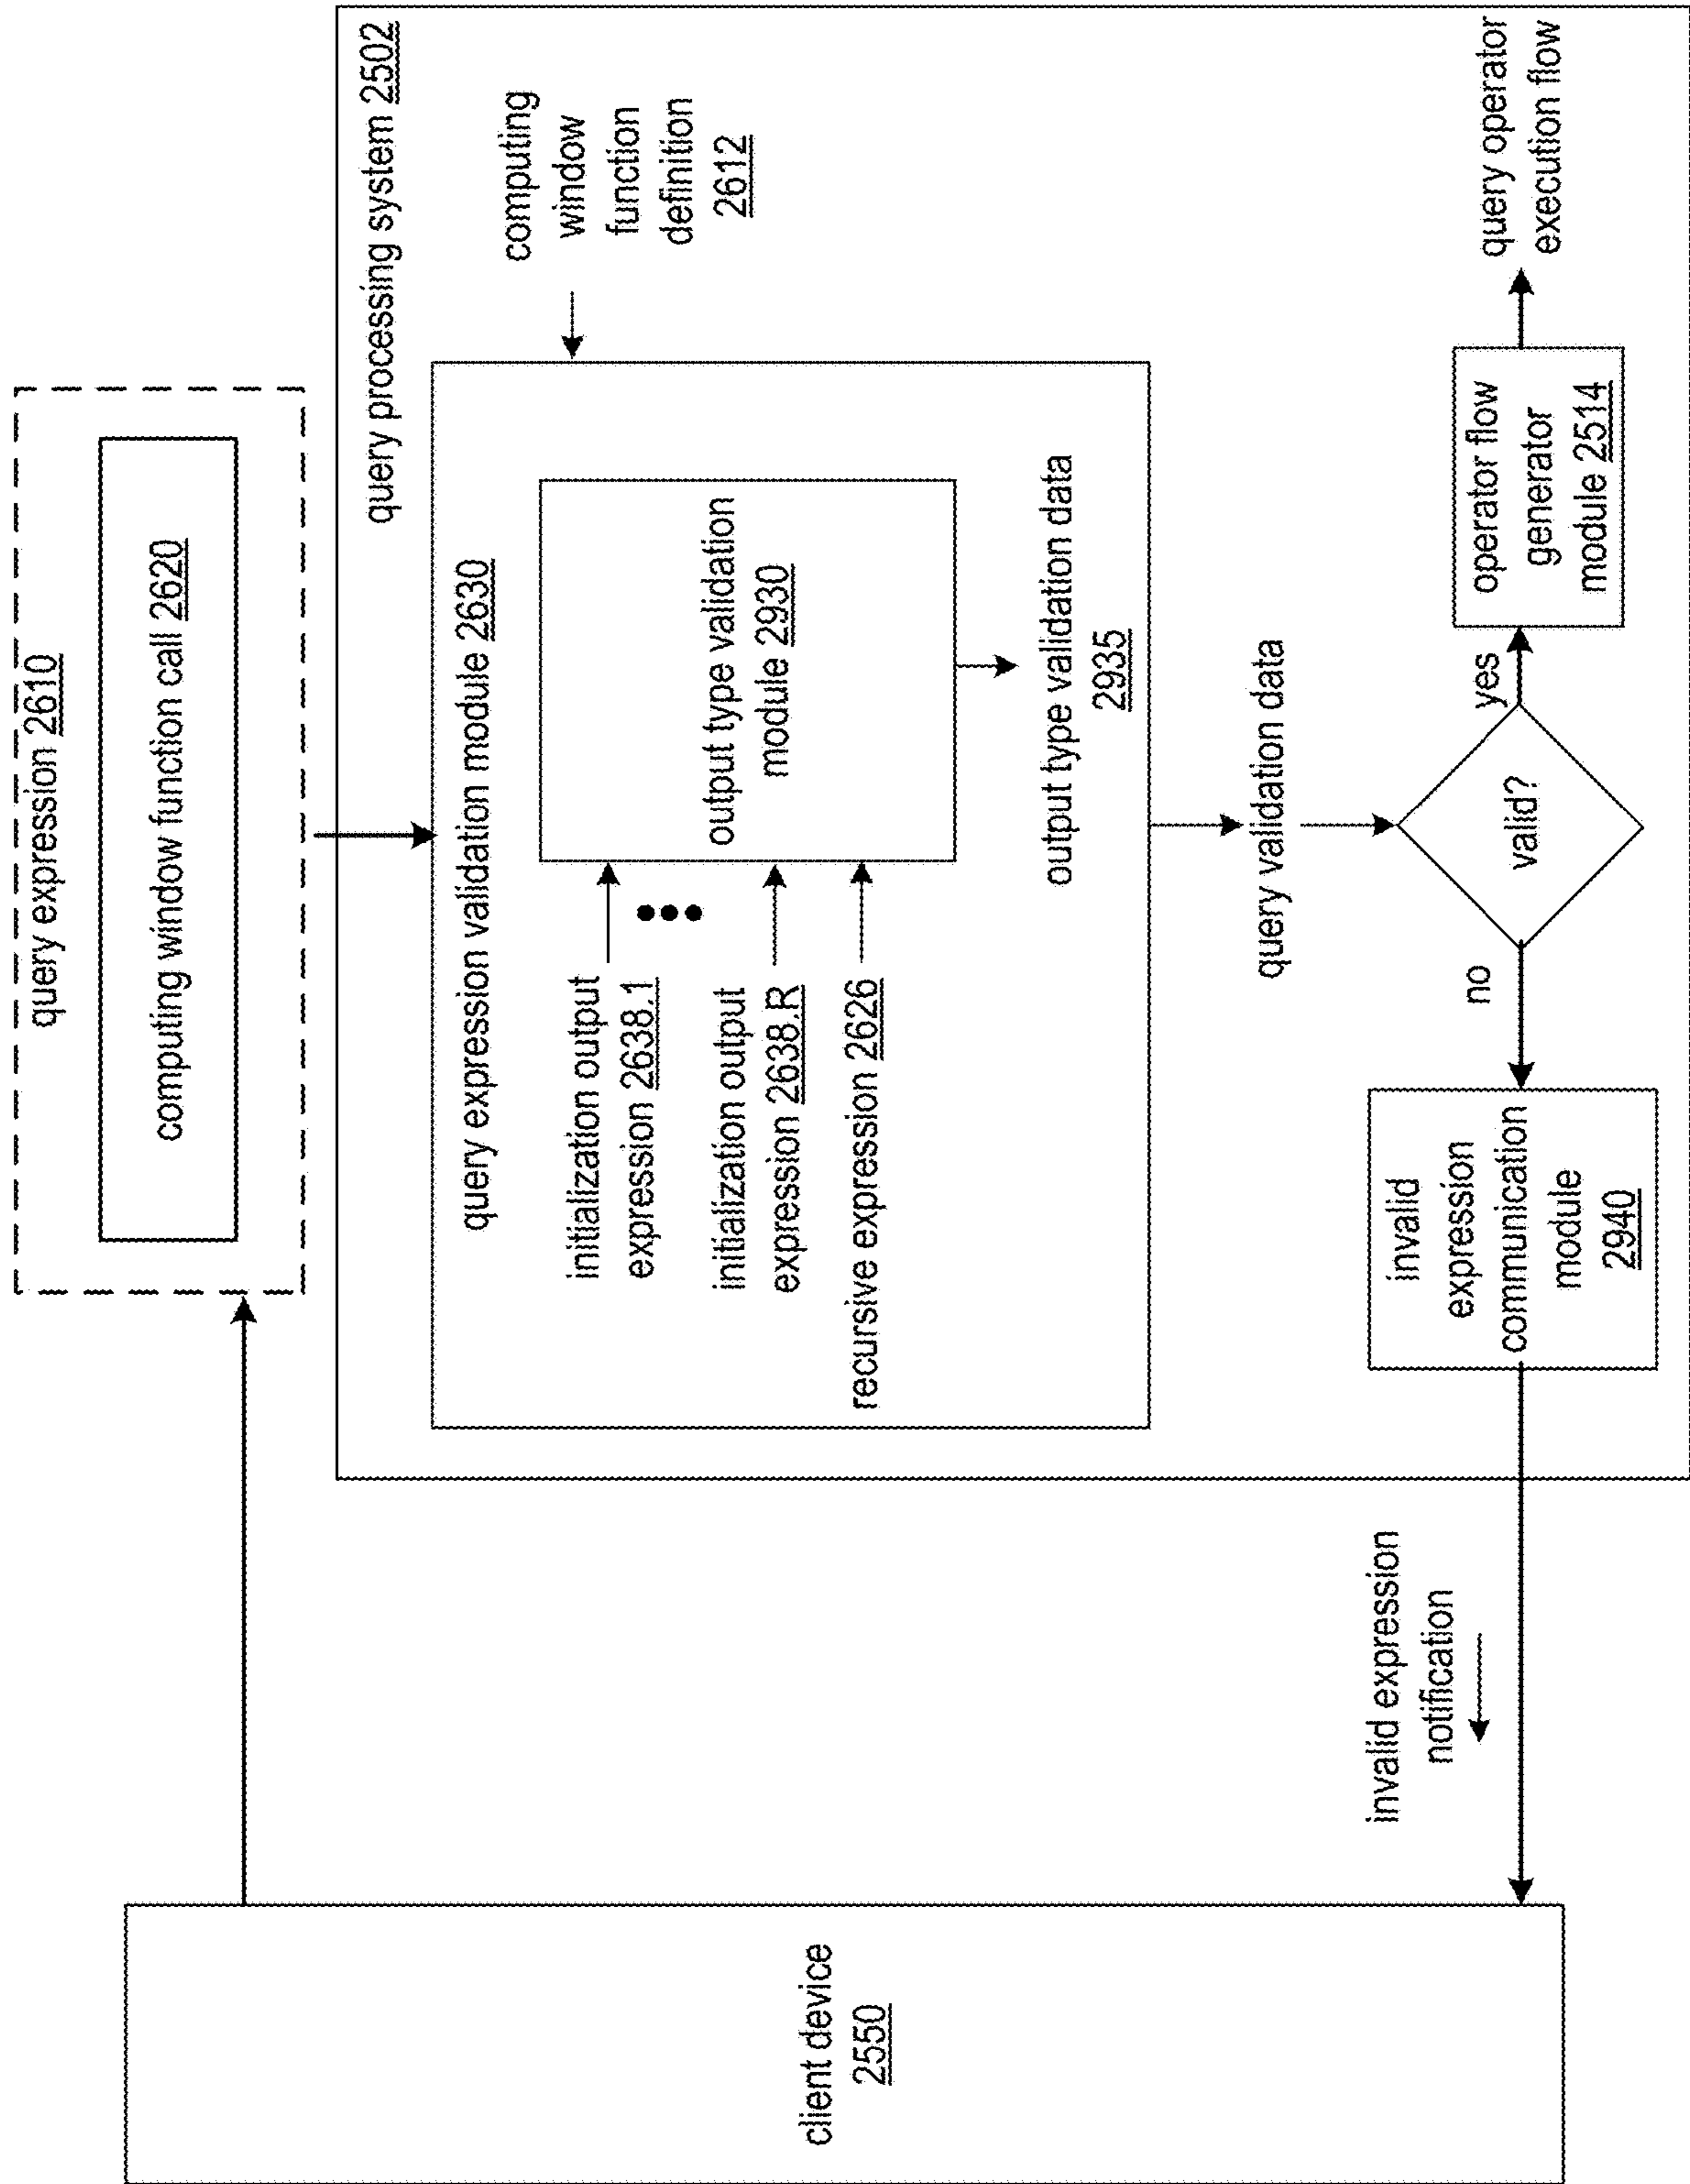 query expression 2610
computing window function call 2620
query processing system 2502
computing
window
function
definition
2612
query expression validation module 2630
initialization output
expression 2638.1
initialization output
expression 2638.R
recursive expression 2626
output type validation
module 2930
output type validation data
2935
query validation data
valid?
yes
no
operator flow
generator
module 2514
query operator
execution flow
invalid
expression
communication
module
2940
invalid expression
notification
client device
2550